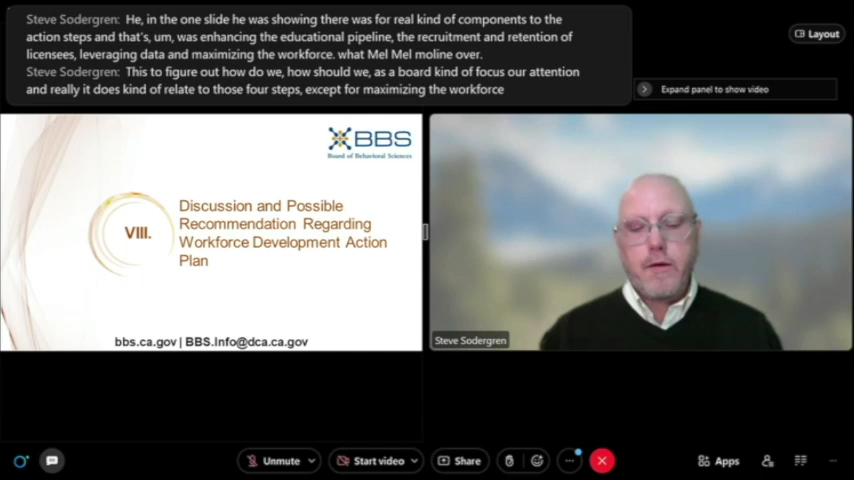 Steve Sodergren: He, in the one slide he was showing there was for real kind of components to the
action steps and that's, um, was enhancing the educational pipeline, the recruitment and retention of
licensees, leveraging data and maximizing the workforce. what Mel Mel moline over.
Steve Sodergren: This to figure out how do we, how should we, as a board kind of focus our attention
and really it does kind of relate to those four steps, except for maximizing the workforce
Layout
Expand panel to show video
BBS
Board of Behavioral Sciences
VIII.
Discussion and Possible
Recommendation Regarding
Workforce Development Action
Plan
bbs.ca.gov | BBS.Info@dca.ca.gov
Steve Sodergren
Unmute
Start video
Share
Apps